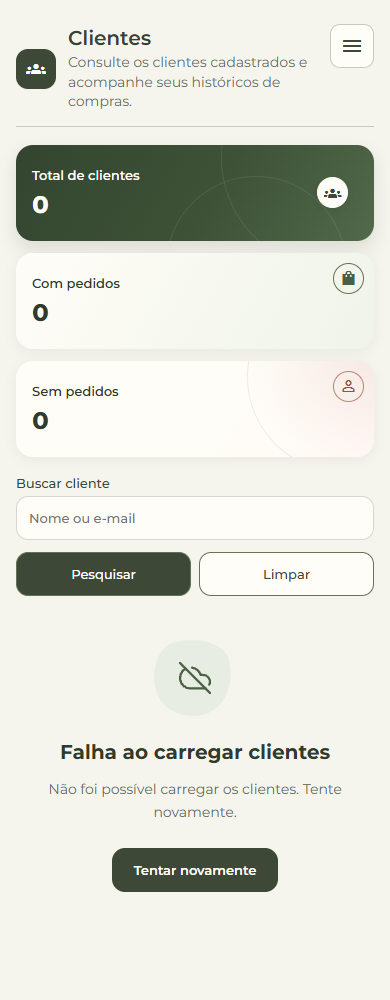 Clientes
Consulte os clientes cadastrados e
acompanhe seus históricos de
compras.
Total de clientes
0
Com pedidos
0
Sem pedidos
0
Buscar cliente
Nome ou e-mail
Pesquisar
Limpar
Falha ao carregar clientes
Não foi possível carregar os clientes. Tente
novamente.
Tentar novamente